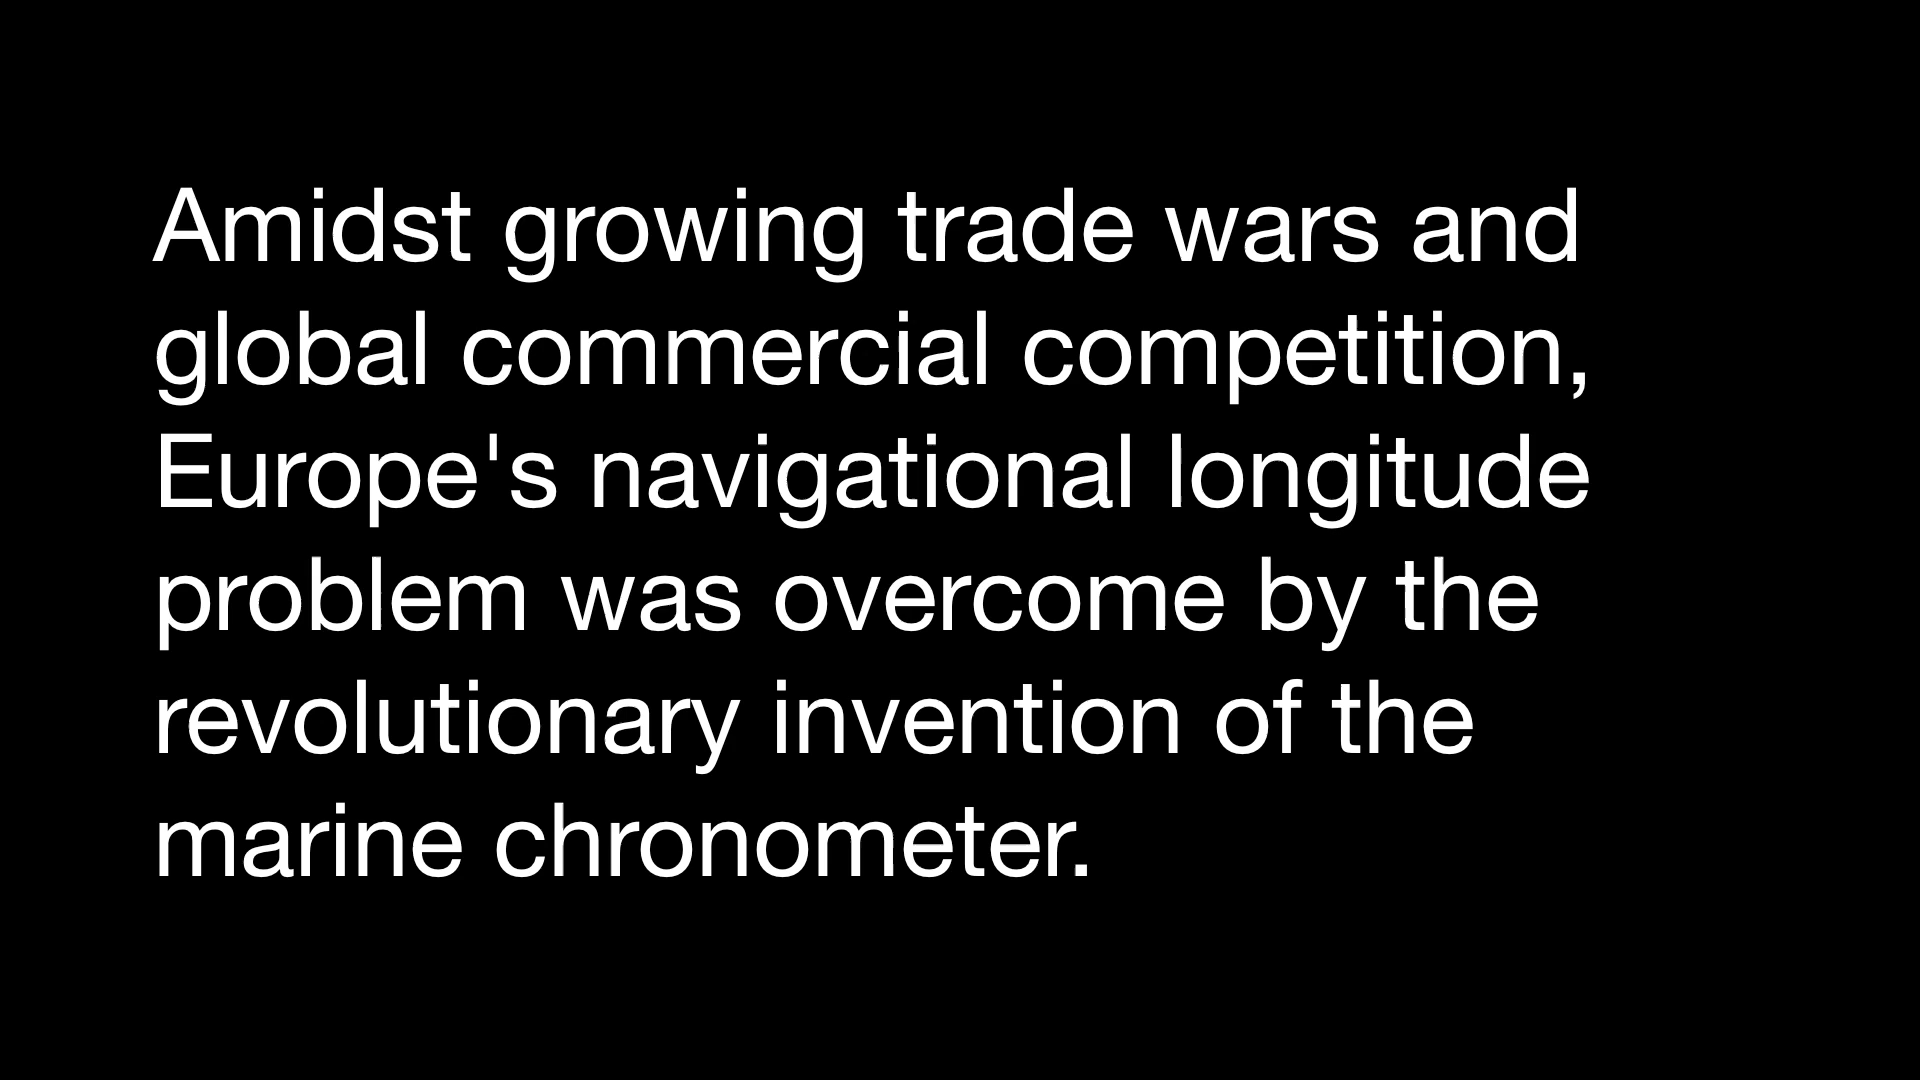 Amidst growing trade wars and
global commercial competition,
Europe's navigational longitude
problem was overcome by the
revolutionary invention of the
marine chronometer.